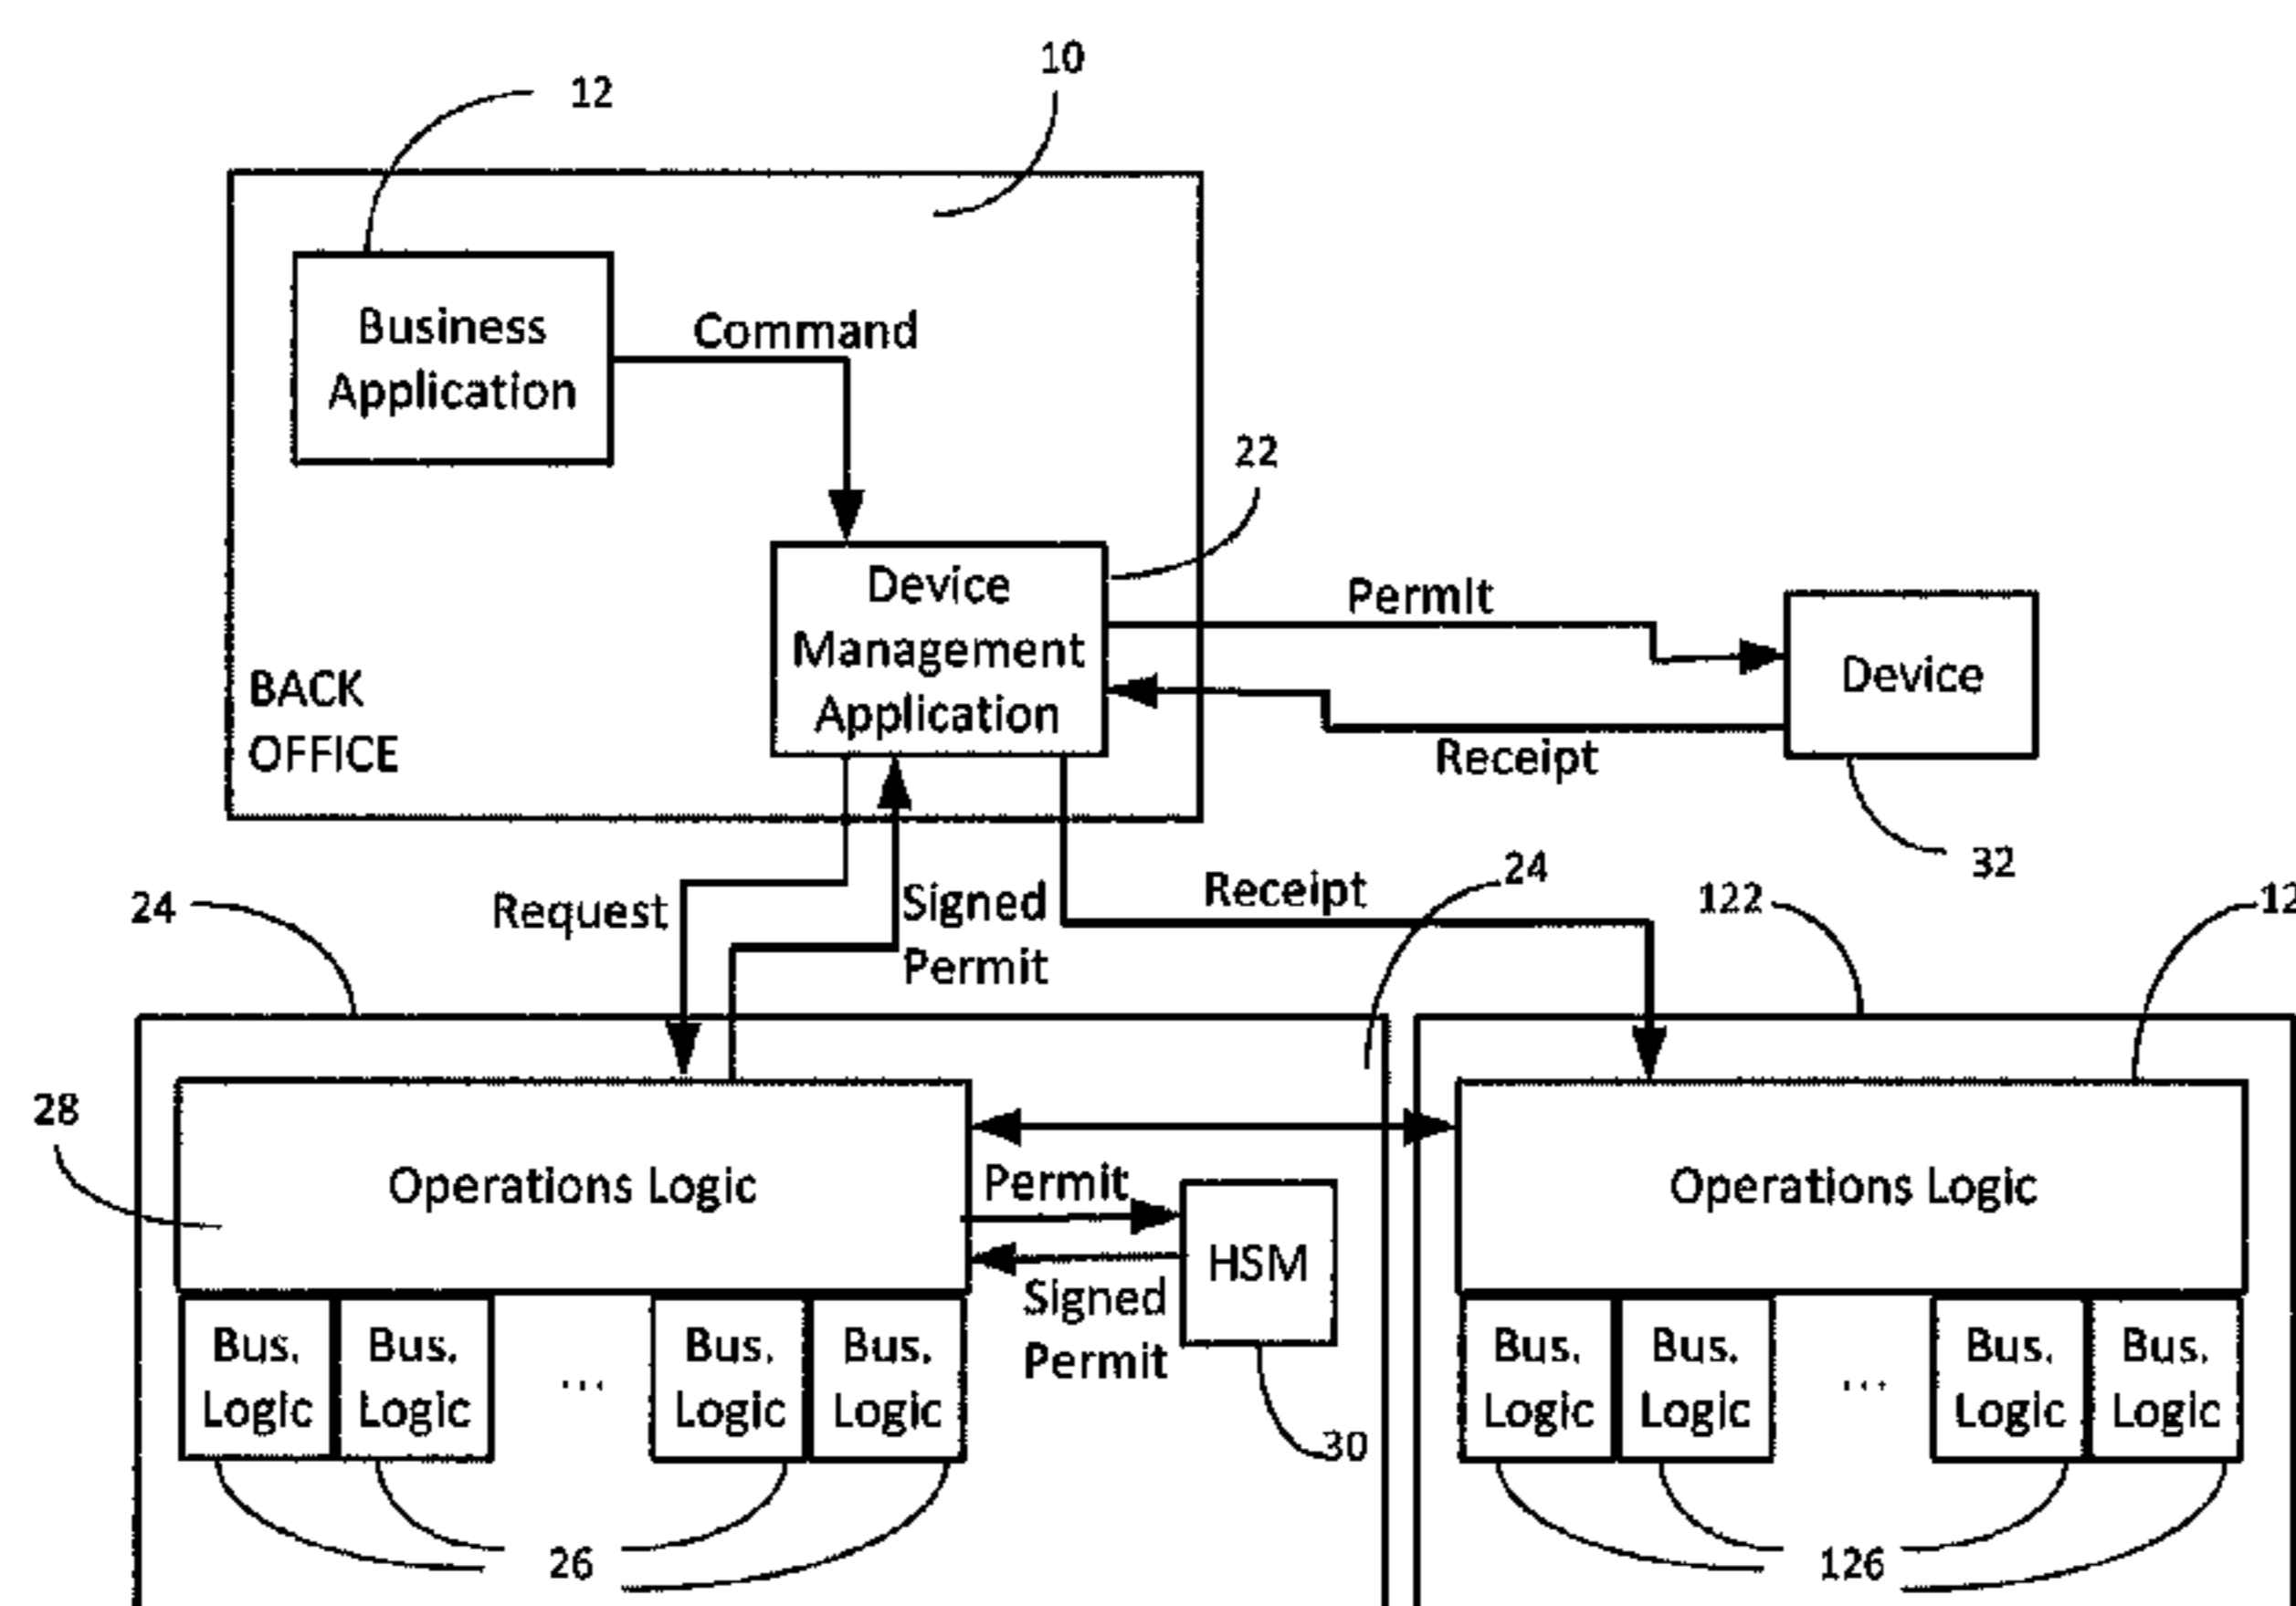 10
12
Business
Application
Command
22
Device
Management
Application
Permit
Device
BACK
OFFICE
Receipt
32
24
Request
Signed
Permit
Receipt
24
122
12
28
Operations Logic
Permit
HSM
Signed
Permit
Operations Logic
Bus.
Logic
Bus.
Logic
...
Bus.
Logic
Bus.
Logic
30
Bus.
Logic
Bus.
Logic
...
Bus.
Logic
Bus.
Logic
26
126